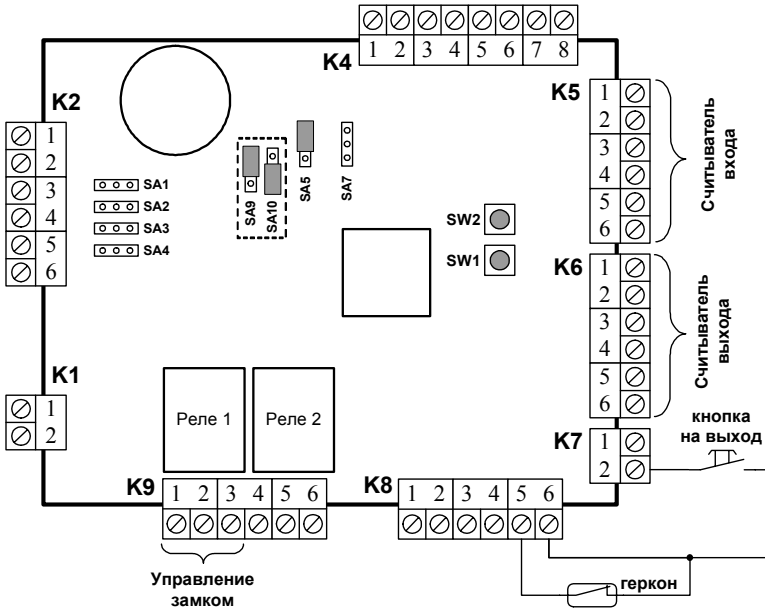 1 2 3 4 5 6 7 8
K4
K2
1
2
3
4
5
6
SA1
SA2
SA3
SA4
SA9
SA10
SA5
SA7
SW2
SW1
K5
1
2
3
4
5
6
Считыватель
входа
K6
1
2
3
4
5
6
Считыватель
выхода
K1
1
2
Реле 1
Реле 2
K7
1
2
кнопка
на выход
K9
1 2 3 4 5 6
K8
1 2 3 4 5 6
Управление
замком
геркон